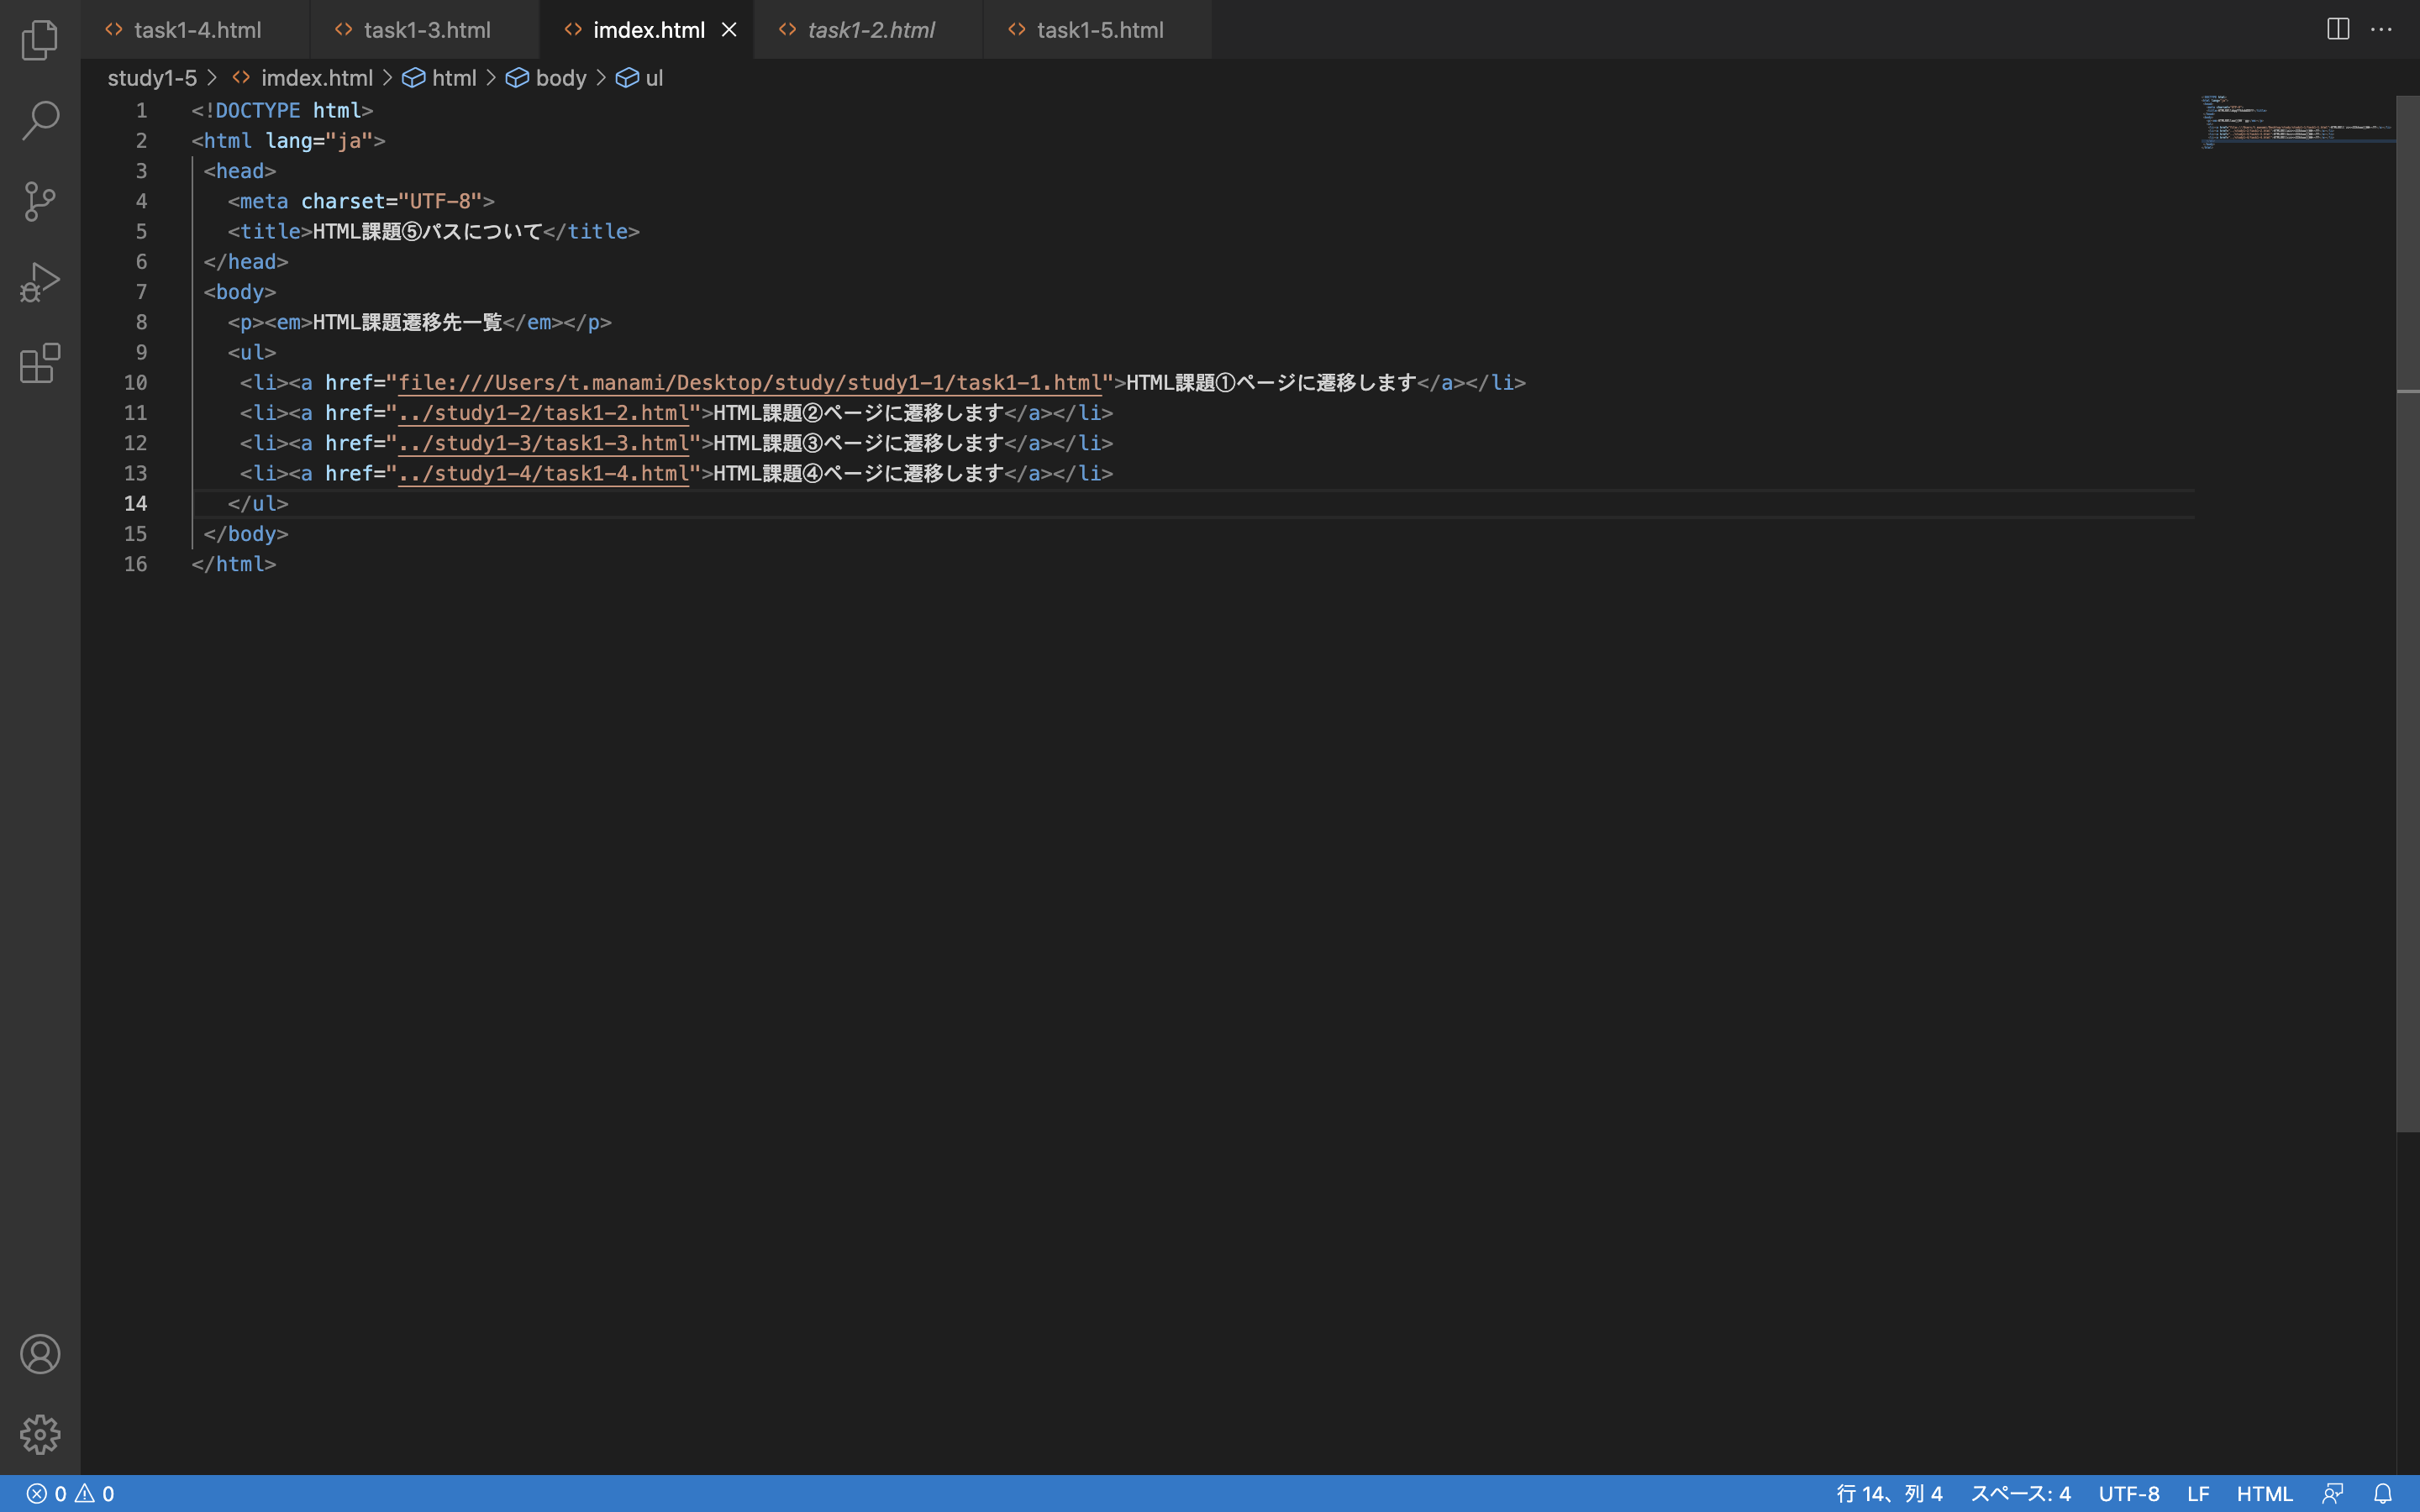 task1-4.html task1-3.html imdex.html task1-2.html task1-5.html
study1-5 imdex.html html body ul
1 <!DOCTYPE html>
2 <html lang="ja">
3 <head>
4 <meta charset="UTF-8">
5 <title>HTML課題⑤パスについて</title>
6 </head>
7 <body>
8 <p><em>HTML課題遷移先一覧</em></p>
9 <ul>
10 <li><a href="file:///Users/t.manami/Desktop/study/study1-1/task1-1.html">HTML課題①ページに遷移します</a></li>
11 <li><a href="../study1-2/task1-2.html">HTML課題②ページに遷移します</a></li>
12 <li><a href="../study1-3/task1-3.html">HTML課題③ページに遷移します</a></li>
13 <li><a href="../study1-4/task1-4.html">HTML課題④ページに遷移します</a></li>
14 </ul>
15 </body>
16 </html>
0 0 行 14、列 4 スペース: 4 UTF-8 LF HTML